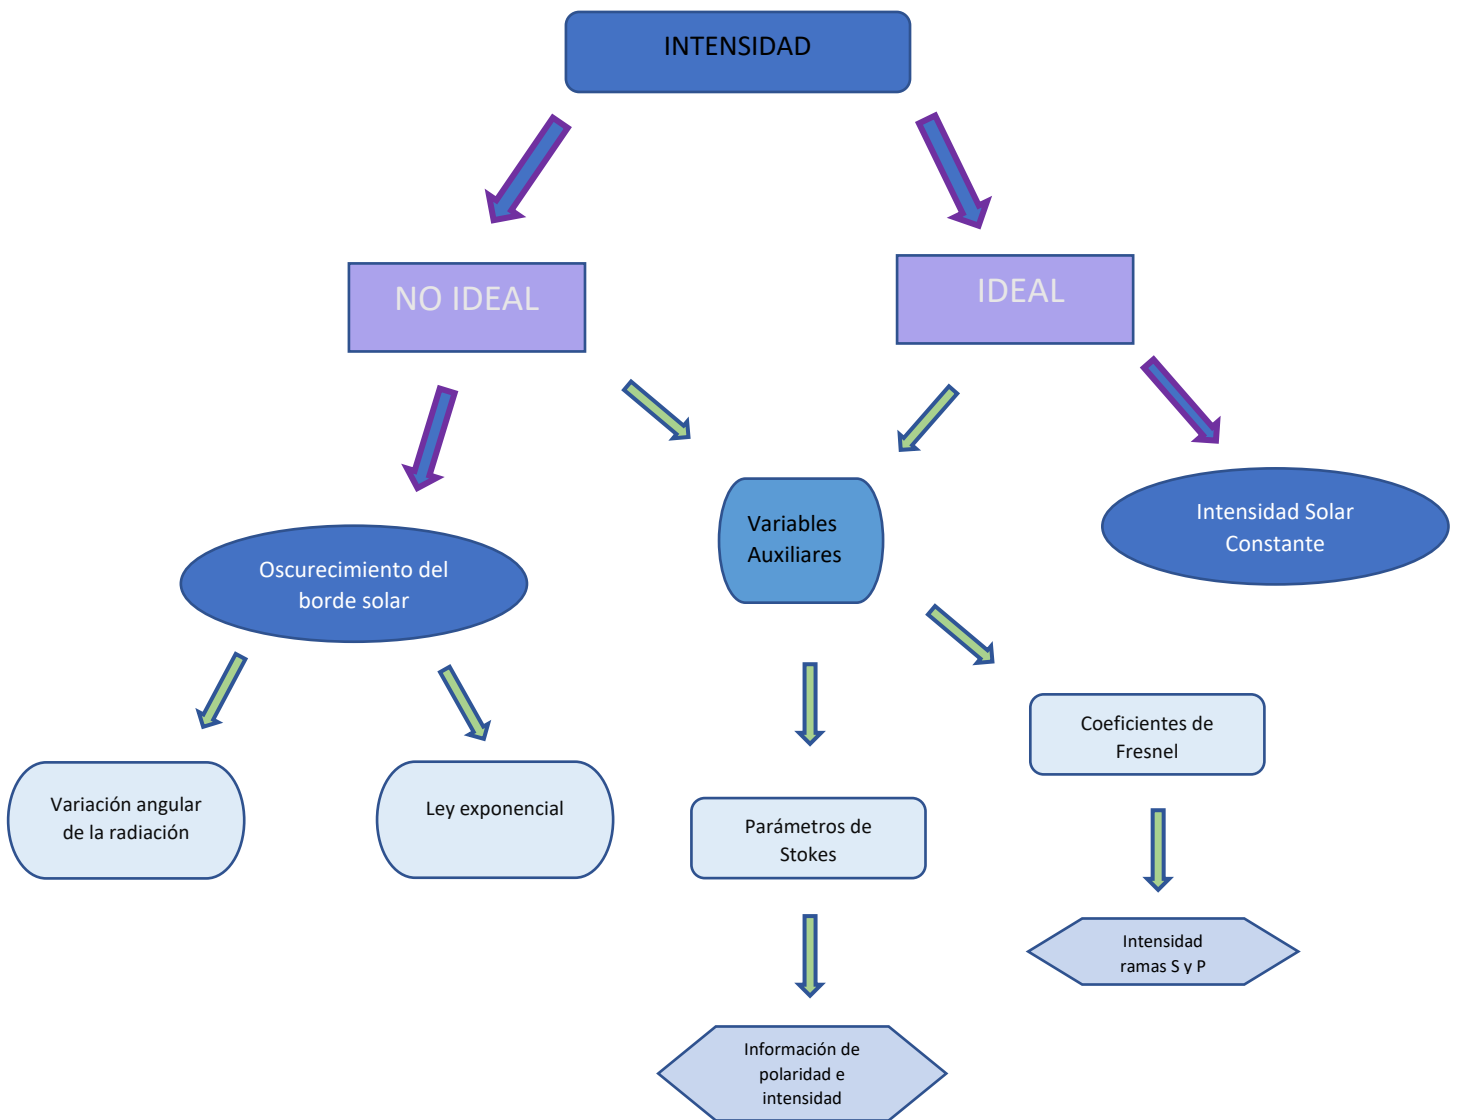 INTENSIDAD
NO IDEAL
IDEAL
Variables
Auxiliares
Intensidad Solar
Constante
Oscurecimiento del
borde solar
Coeficientes de
Fresnel
Variación angular
de la radiación
Ley exponencial
Parámetros de
Stokes
Intensidad
ramas S y P
Información de
polaridad e
intensidad